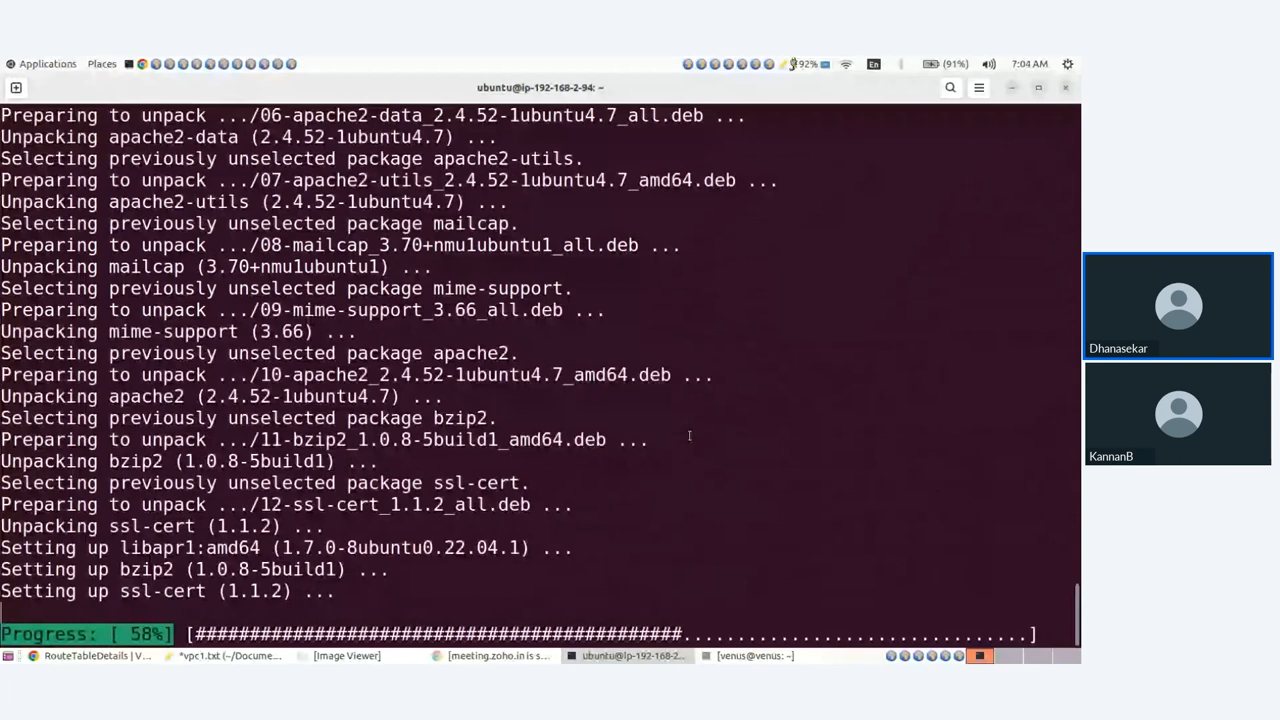 Applications Places 92% En (91%) 7:04 AM
ubuntu@ip-192-168-2-94: ~
Preparing to unpack .../06-apache2-data_2.4.52-1ubuntu4.7_all.deb ...
Unpacking apache2-data (2.4.52-1ubuntu4.7) ...
Selecting previously unselected package apache2-utils.
Preparing to unpack .../07-apache2-utils_2.4.52-1ubuntu4.7_amd64.deb ...
Unpacking apache2-utils (2.4.52-1ubuntu4.7) ...
Selecting previously unselected package mailcap.
Preparing to unpack .../08-mailcap_3.70+nmu1ubuntu1_all.deb ...
Unpacking mailcap (3.70+nmu1ubuntu1) ...
Selecting previously unselected package mime-support.
Preparing to unpack .../09-mime-support_3.66_all.deb ...
Unpacking mime-support (3.66) ...
Selecting previously unselected package apache2.
Preparing to unpack .../10-apache2_2.4.52-1ubuntu4.7_amd64.deb ...
Unpacking apache2 (2.4.52-1ubuntu4.7) ...
Selecting previously unselected package bzip2.
Preparing to unpack .../11-bzip2_1.0.8-5build1_amd64.deb ...
Unpacking bzip2 (1.0.8-5build1) ...
Selecting previously unselected package ssl-cert.
Preparing to unpack .../12-ssl-cert_1.1.2_all.deb ...
Unpacking ssl-cert (1.1.2) ...
Setting up libapr1:amd64 (1.7.0-8ubuntu0.22.04.1) ...
Setting up bzip2 (1.0.8-5build1) ...
Setting up ssl-cert (1.1.2) ...
Progress: [ 58%] [#############################################................................]
RouteTableDetails | V... *vpc1.txt (~/Docume... [Image Viewer] [meeting.zoho.in is s... ubuntu@ip-192-168-2... [venus@venus: ~]
Dhanasekar
KannanB